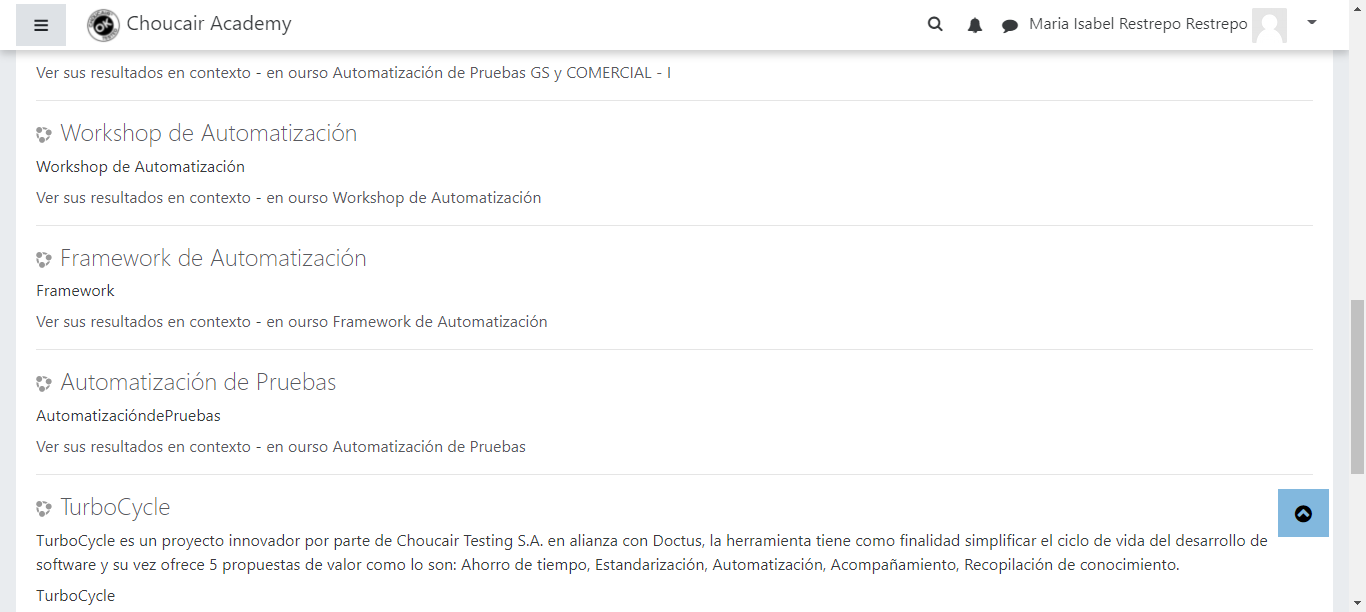 Choucair Academy
Maria Isabel Restrepo Restrepo
Ver sus resultados en contexto - en ourso Automatización de Pruebas GS y COMERCIAL - I
Workshop de Automatización
Workshop de Automatización
Ver sus resultados en contexto - en ourso Workshop de Automatización
Framework de Automatización
Framework
Ver sus resultados en contexto - en ourso Framework de Automatización
Automatización de Pruebas
AutomatizacióndePruebas
Ver sus resultados en contexto - en ourso Automatización de Pruebas
TurboCycle
TurboCycle es un proyecto innovador por parte de Choucair Testing S.A. en alianza con Doctus, la herramienta tiene como finalidad simplificar el ciclo de vida del desarrollo de
software y su vez ofrece 5 propuestas de valor como lo son: Ahorro de tiempo, Estandarización, Automatización, Acompañamiento, Recopilación de conocimiento.
TurboCycle